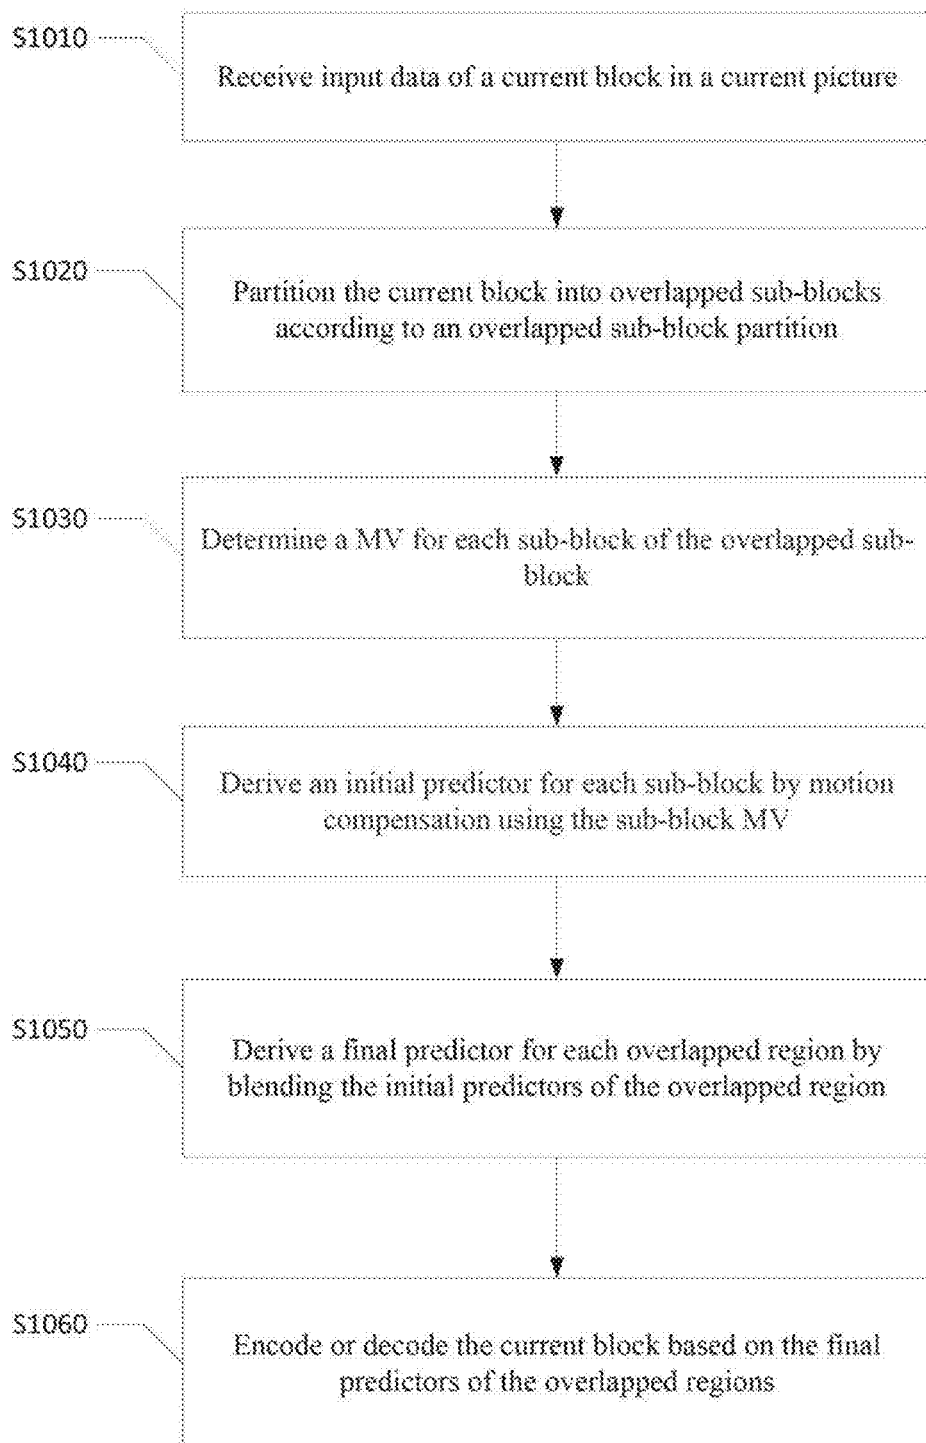 S1010
Receive input data of a current block in a current picture
S1020
Partition the current block into overlapped sub-blocks
according to an overlapped sub-block partition
S1030
Determine a MV for each sub-block of the overlapped sub-
block
S1040
Derive an initial predictor for each sub-block by motion
compensation using the sub-block MV
S1050
Derive a final predictor for each overlapped region by
blending the initial predictors of the overlapped region
S1060
Encode or decode the current block based on the final
predictors of the overlapped regions